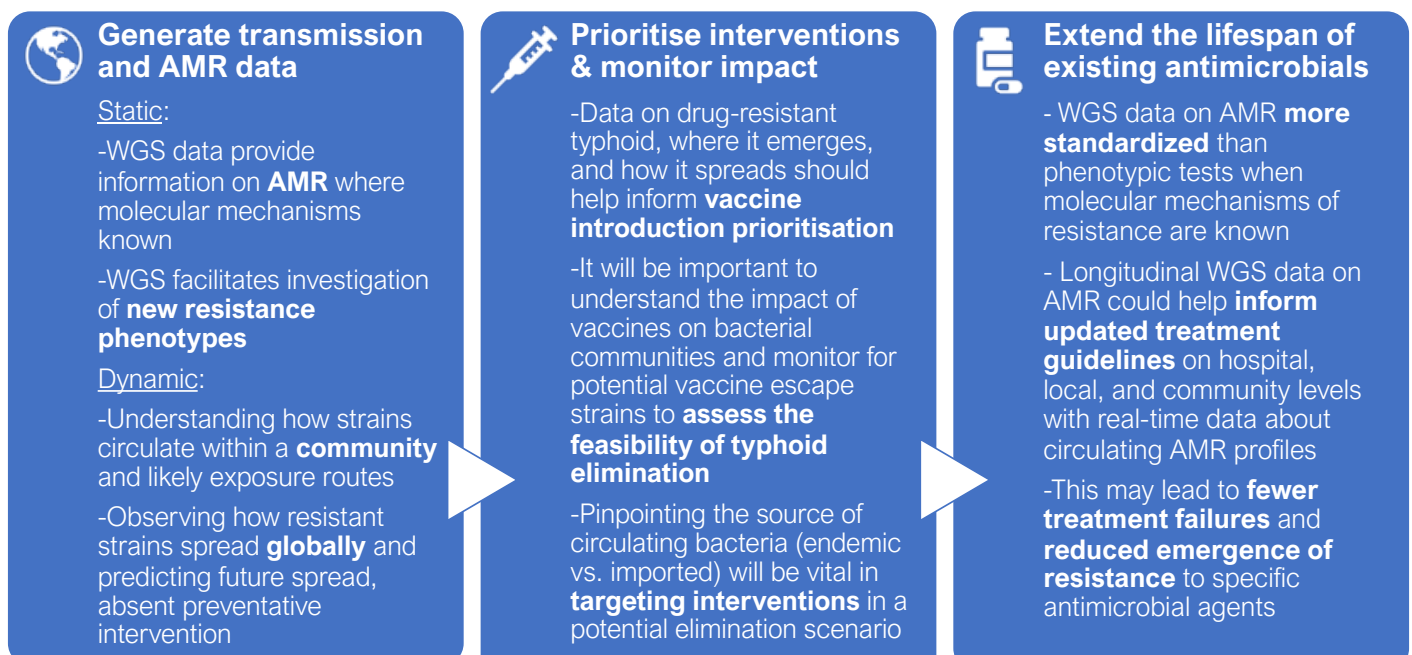 Generate transmission
and AMR data
Static:
-WGS data provide
information on AMR where
molecular mechanisms
known
-WGS facilitates investigation
of new resistance
phenotypes
Dynamic:
-Understanding how strains
circulate within a community
and likely exposure routes
-Observing how resistant
strains spread globally and
predicting future spread,
absent preventative
intervention
Prioritise interventions
& monitor impact
-Data on drug-resistant
typhoid, where it emerges,
and how it spreads should
help inform vaccine
introduction prioritisation
-It will be important to
understand the impact of
vaccines on bacterial
communities and monitor for
potential vaccine escape
strains to assess the
feasibility of typhoid
elimination
-Pinpointing the source of
circulating bacteria (endemic
vs. imported) will be vital in
targeting interventions in a
potential elimination scenario
Extend the lifespan of
existing antimicrobials
- WGS data on AMR more
standardized than
phenotypic tests when
molecular mechanisms of
resistance are known
- Longitudinal WGS data on
AMR could help inform
updated treatment
guidelines on hospital,
local, and community levels
with real-time data about
circulating AMR profiles
-This may lead to fewer
treatment failures and
reduced emergence of
resistance to specific
antimicrobial agents